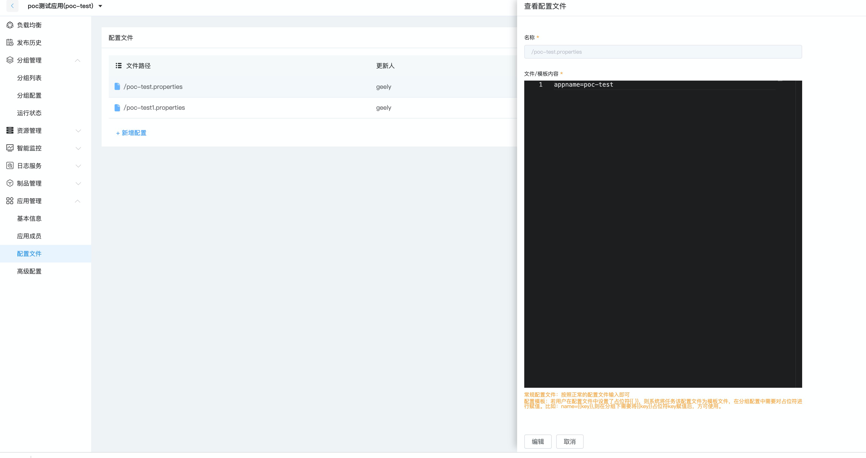 poc测试应用(poc-test)
负载均衡
发布历史
分组管理
分组列表
分组配置
运行状态
资源管理
智能监控
日志服务
制品管理
应用管理
基本信息
应用成员
配置文件
高级配置
配置文件
文件路径 更新人
/poc-test.properties geely
/poc-test1.properties geely
+ 新增配置
查看配置文件
名称 *
/poc-test.properties
文件/模板内容 *
1 appname=poc-test
常规配置文件：按照正常的配置文件输入即可
配置模板：若用户在配置文件中设置了占位符{{ }}，则系统将任务该配置文件为模板文件，在分组配置中需要对占位符进
行赋值。比如：name={{key}},则在分组下需要将{{key}}占位符key赋值后，方可使用。
编辑 取消